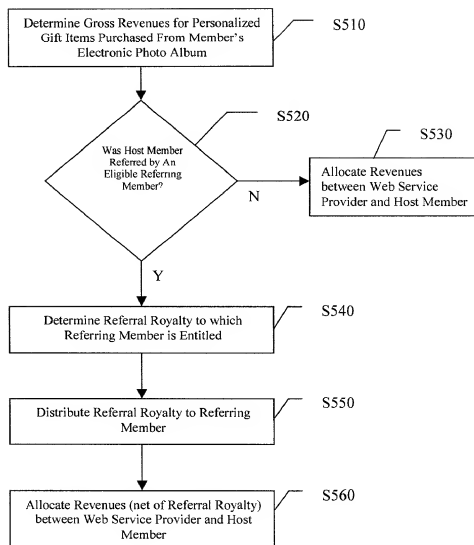 Determine Gross Revenues for Personalized
Gift Items Purchased From Member's
Electronic Photo Album
S510
S520
Was Host Member
Referred by An
Eligible Referring
Member?
S530
N
Allocate Revenues
between Web Service
Provider and Host Member
Y
S540
Determine Referral Royalty to which
Referring Member is Entitled
S550
Distribute Referral Royalty to Referring
Member
S560
Allocate Revenues (net of Referral Royalty)
between Web Service Provider and Host
Member